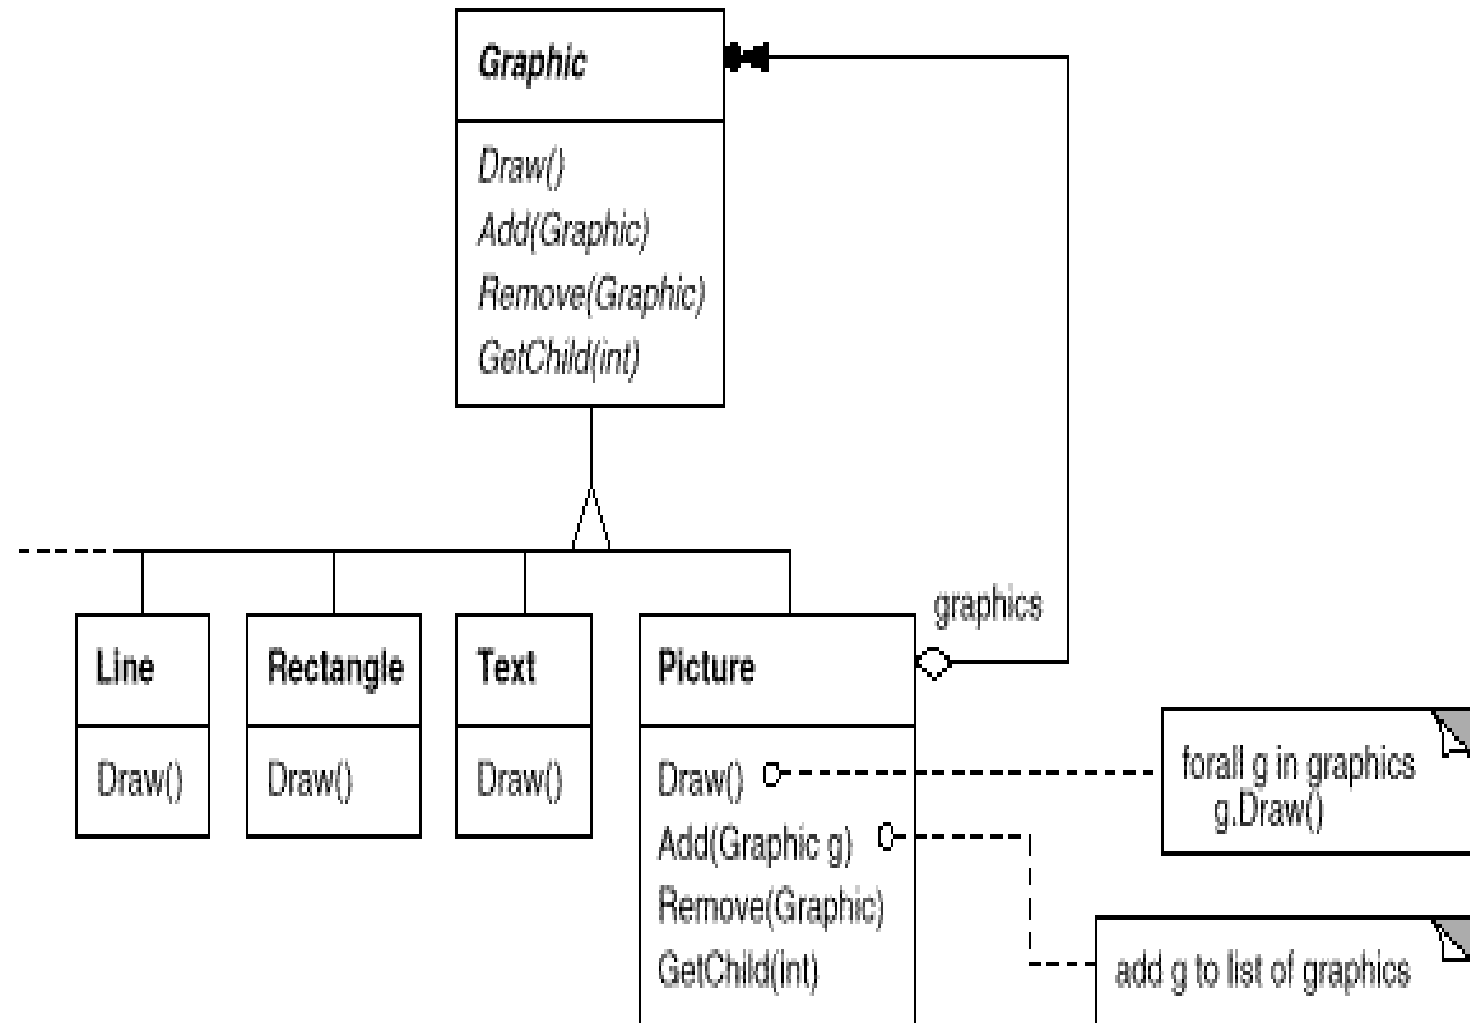 Graphic
Draw()
Add(Graphic)
Remove(Graphic)
GetChild(int)
graphics
Line
Draw()
Rectangle
Draw()
Text
Draw()
Picture
Draw()
Add(Graphic g)
Remove(Graphic)
GetChild(int)
forall g in graphics
g.Draw()
add g to list of graphics